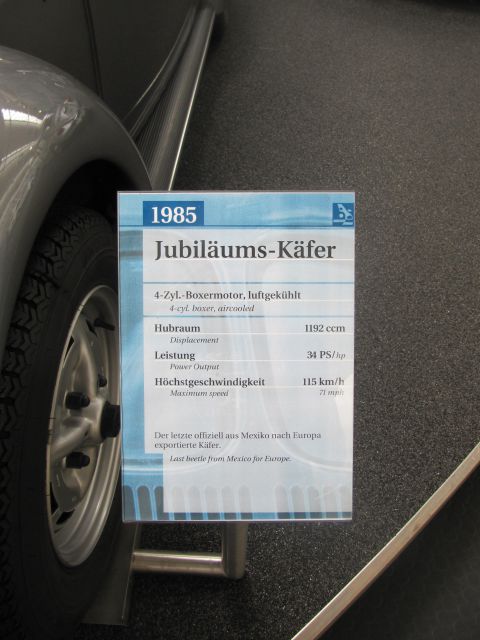 1985
Jubiläums-Käfer
4-Zyl.-Boxermotor, luftgekühlt
4-cyl. boxer, aircooled
Hubraum 1192 ccm
Displacement
Leistung 34 PS/hp
Power Output
Höchstgeschwindigkeit 115 km/h
Maximum speed 71 mph
Der letzte offiziell aus Mexiko nach Europa
exportierte Käfer.
Last beetle from Mexico for Europe.